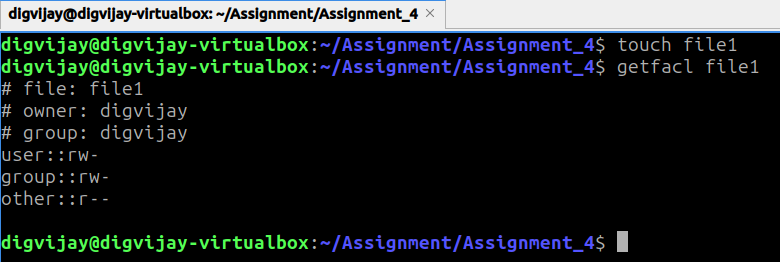 digvijay@digvijay-virtualbox: ~/Assignment/Assignment_4 ×
digvijay@digvijay-virtualbox:~/Assignment/Assignment_4$ touch file1
digvijay@digvijay-virtualbox:~/Assignment/Assignment_4$ getfacl file1
# file: file1
# owner: digvijay
# group: digvijay
user::rw-
group::rw-
other::r--
digvijay@digvijay-virtualbox:~/Assignment/Assignment_4$